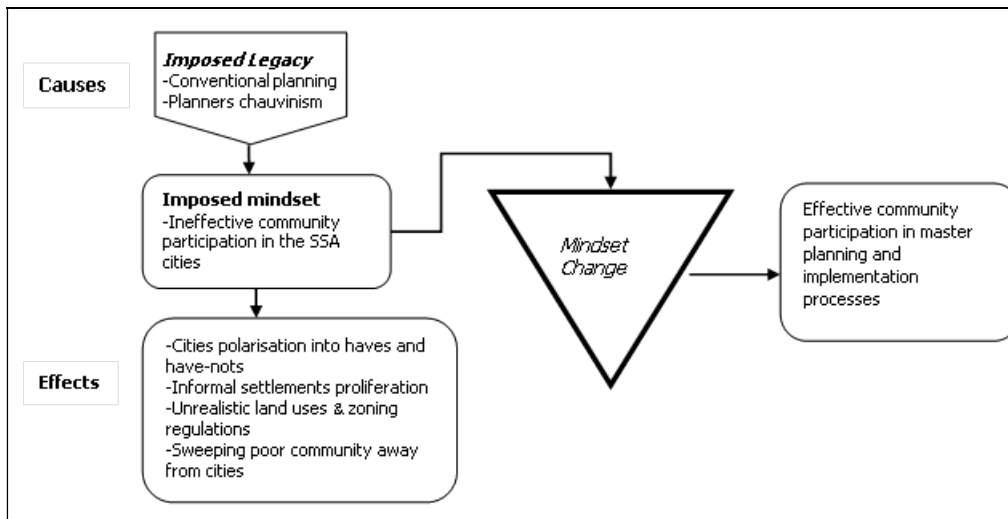 Causes
Imposed Legacy
-Conventional planning
-Planners chauvinism
Imposed mindset
-Ineffective community
participation in the SSA
cities
Mindset
Change
Effective community
participation in master
planning and
implementation
processes
Effects
-Cities polarisation into haves and
have-nots
-Informal settlements proliferation
-Unrealistic land uses & zoning
regulations
-Sweeping poor community away
from cities